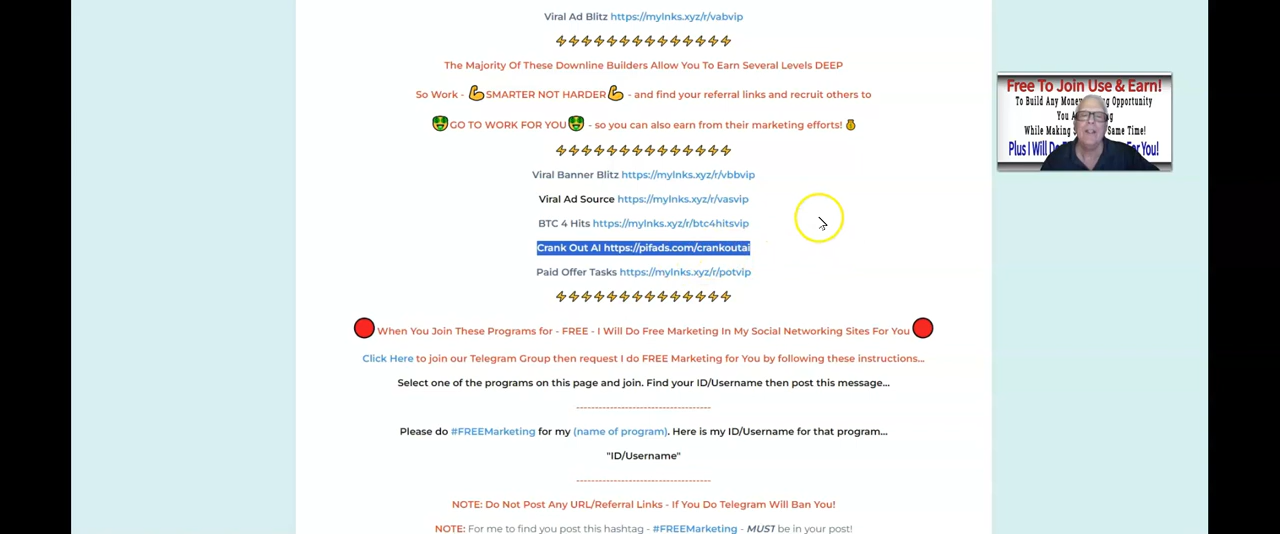 Viral Ad Blitz https://mylnks.xyz/r/vabvip
The Majority Of These Downline Builders Allow You To Earn Several Levels DEEP
So Work - 💪SMARTER NOT HARDER💪 - and find your referral links and recruit others to
🤑GO TO WORK FOR YOU🤑 - so you can also earn from their marketing efforts! 💰
Viral Banner Blitz https://mylnks.xyz/r/vbbvip
Viral Ad Source https://mylnks.xyz/r/vasvip
BTC 4 Hits https://mylnks.xyz/r/btc4hitsvip
Crank Out AI https://pifads.com/crankoutai
Paid Offer Tasks https://mylnks.xyz/r/potvip
🔴 When You Join These Programs for - FREE - I Will Do Free Marketing In My Social Networking Sites For You 🔴
Click Here to join our Telegram Group then request I do FREE Marketing for You by following these instructions...
Select one of the programs on this page and join. Find your ID/Username then post this message...
------------------------------------
Please do #FREEMarketing for my (name of program). Here is my ID/Username for that program...
"ID/Username"
------------------------------------
NOTE: Do Not Post Any URL/Referral Links - If You Do Telegram Will Ban You!
NOTE: For me to find you post this hashtag - #FREEMarketing - MUST be in your post!
Free To Join Use & Earn!
To Build Any Money
Opportunity
You
While Making
Same Time!
Plus I Will D
You!